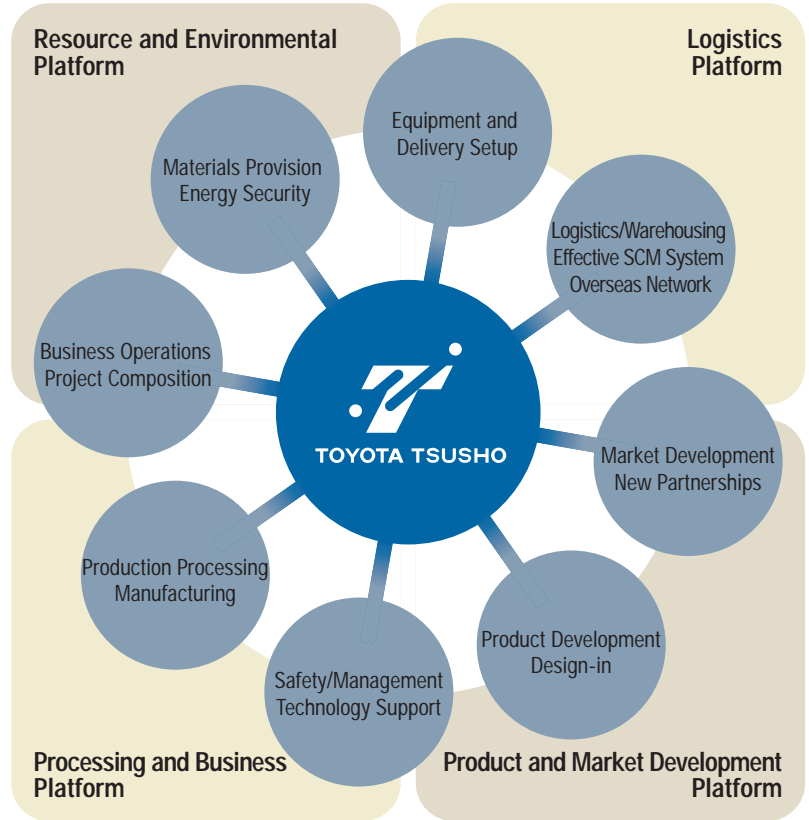 Resource and Environmental
Platform
Logistics
Platform
Equipment and
Delivery Setup
Materials Provision
Energy Security
Logistics/Warehousing
Effective SCM System
Overseas Network
Business Operations
Project Composition
TOYOTA TSUSHO
Market Development
New Partnerships
Production Processing
Manufacturing
Product Development
Design-in
Safety/Management
Technology Support
Processing and Business
Platform
Product and Market Development
Platform